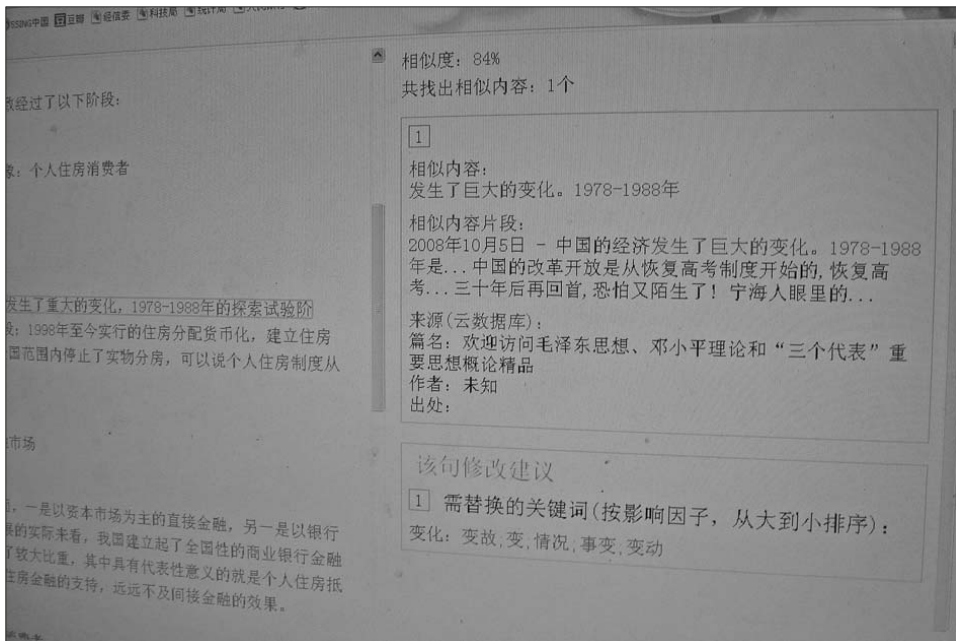 SSING中国 豆瓣 经信委 科技局 统计局
经过了以下阶段：
：个人住房消费者
发生了重大的变化，1978-1988年的探索试验阶
；1998年至今实行的住房分配货币化，建立住房
国范围内停止了实物分房，可以说个人住房制度从
市场
，一是以资本市场为主的直接金融，另一是以银行
的实际来看，我国建立起了全国性的商业银行金融
了较大比重，其中具有代表性意义的就是个人住房抵
住房金融的支持，远远不及间接金融的效果。
相似度：84%
共找出相似内容：1个
1
相似内容：
发生了巨大的变化。1978-1988年
相似内容片段：
2008年10月5日 - 中国的经济发生了巨大的变化。1978-1988
年是...中国的改革开放是从恢复高考制度开始的,恢复高
考...三十年后再回首,恐怕又陌生了！宁海人眼里的...
来源(云数据库)：
篇名：欢迎访问毛泽东思想、邓小平理论和“三个代表”重
要思想概论精品
作者：未知
出处：
该句修改建议
1 需替换的关键词(按影响因子，从大到小排序)：
变化：变故,变,情况,事变,变动